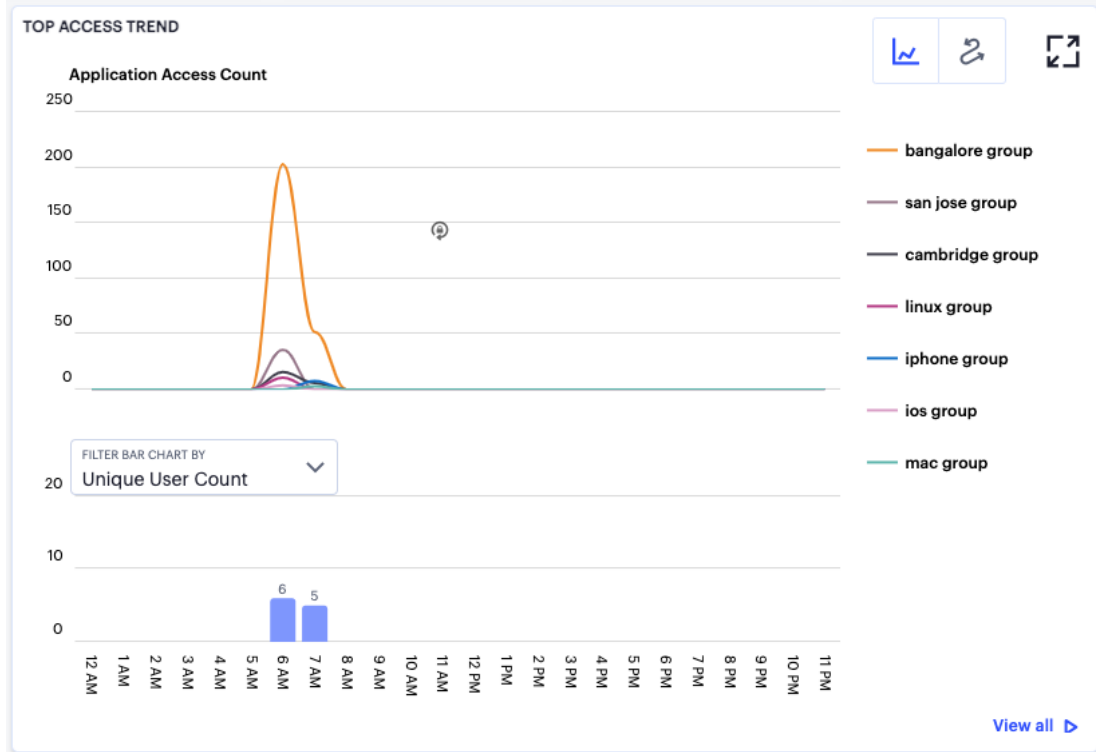 TOP ACCESS TREND
Application Access Count
250
200
150
100
50
0
bangalore group
san jose group
cambridge group
linux group
iphone group
ios group
mac group
FILTER BAR CHART BY
Unique User Count
20
10
0
6
5
12 AM
1 AM
2 AM
3 AM
4 AM
5 AM
6 AM
7 AM
8 AM
9 AM
10 AM
11 AM
12 PM
1 PM
2 PM
3 PM
4 PM
5 PM
6 PM
7 PM
8 PM
9 PM
10 PM
11 PM
View all